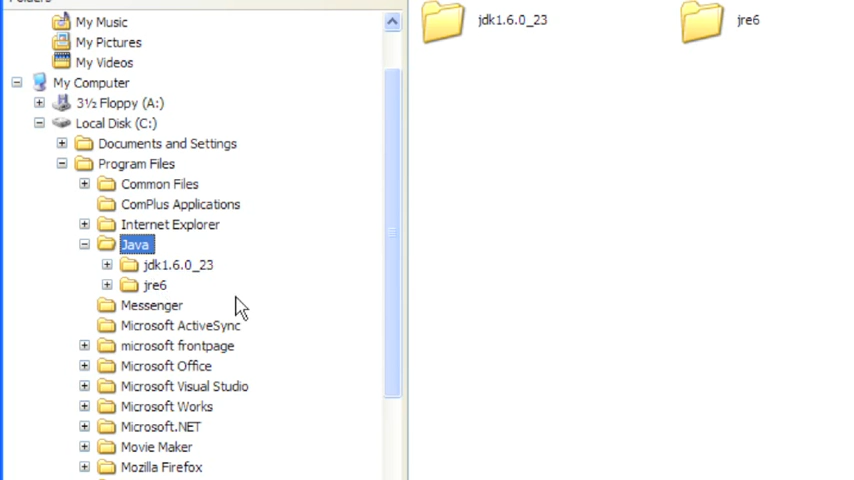 Folders
My Music
My Pictures
My Videos
My Computer
3½ Floppy (A:)
Local Disk (C:)
Documents and Settings
Program Files
Common Files
ComPlus Applications
Internet Explorer
Java
jdk1.6.0_23
jre6
Messenger
Microsoft ActiveSync
microsoft frontpage
Microsoft Office
Microsoft Visual Studio
Microsoft Works
Microsoft.NET
Movie Maker
Mozilla Firefox
jdk1.6.0_23
jre6